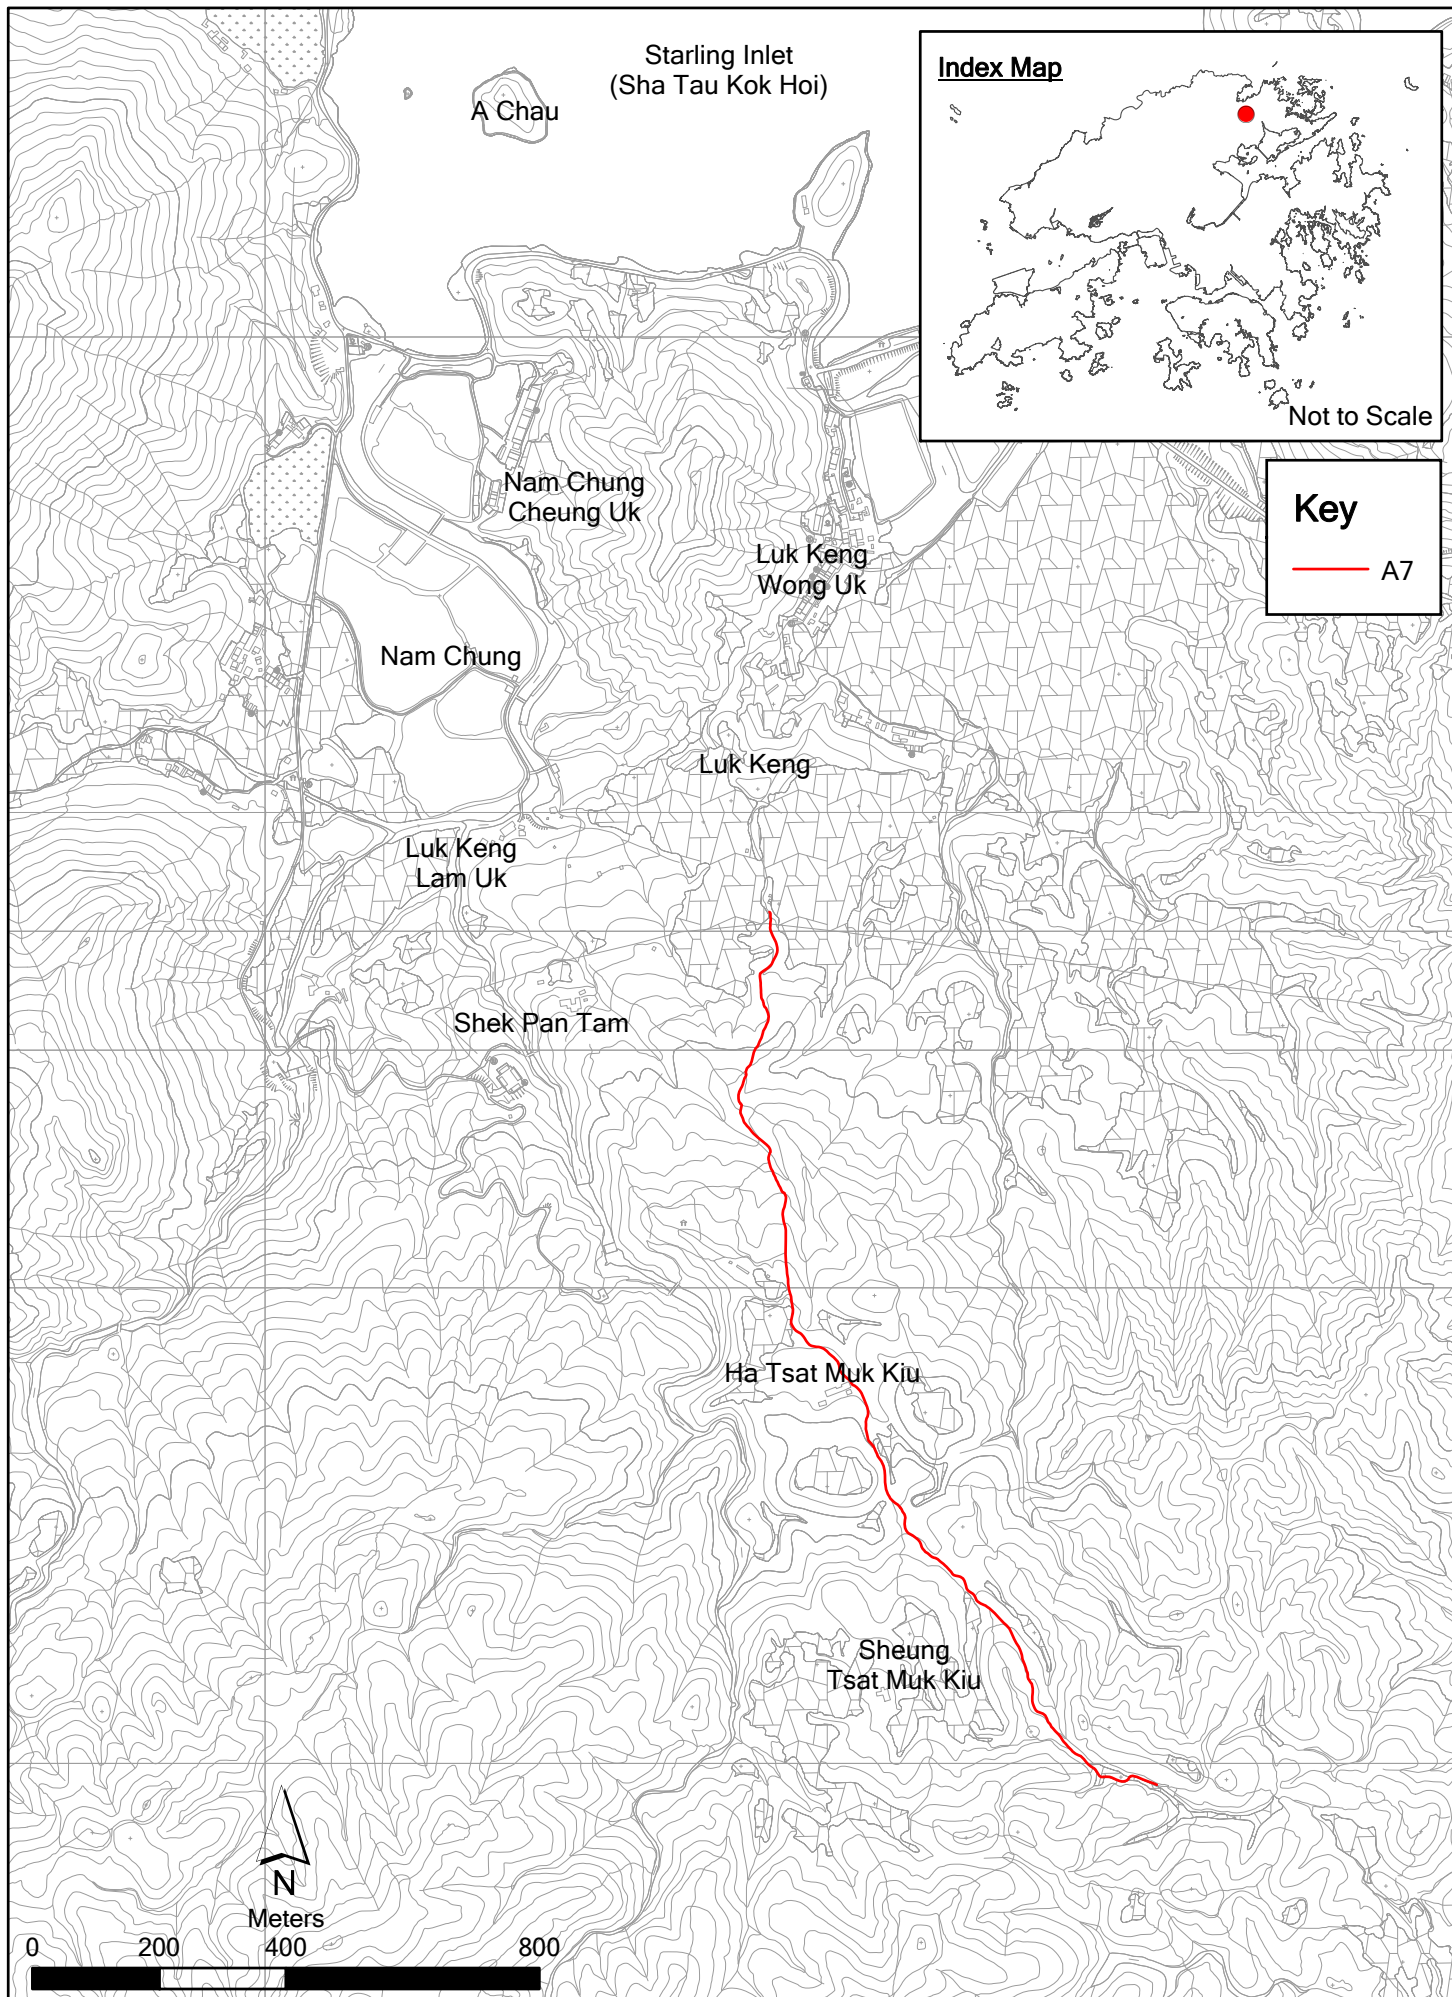 Starling Inlet
(Sha Tau Kok Hoi)
A Chau
Index Map
Not to Scale
Key
A7
Nam Chung
Cheung Uk
Luk Keng
Wong Uk
Nam Chung
Luk Keng
Luk Keng
Lam Uk
Shek Pan Tam
Ha Tsat Muk Kiu
Sheung
Tsat Muk Kiu
N
Meters
0 200 400 800